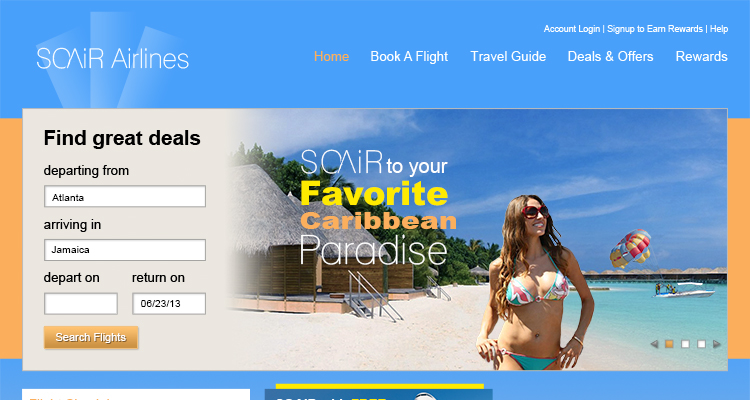 SOAiR Airlines
Account Login | Signup to Earn Rewards | Help
Home Book A Flight Travel Guide Deals & Offers Rewards
Find great deals
departing from
Atlanta
arriving in
Jamaica
depart on return on
06/23/13
Search Flights
SOAiR to your
Favorite
Caribbean
Paradise